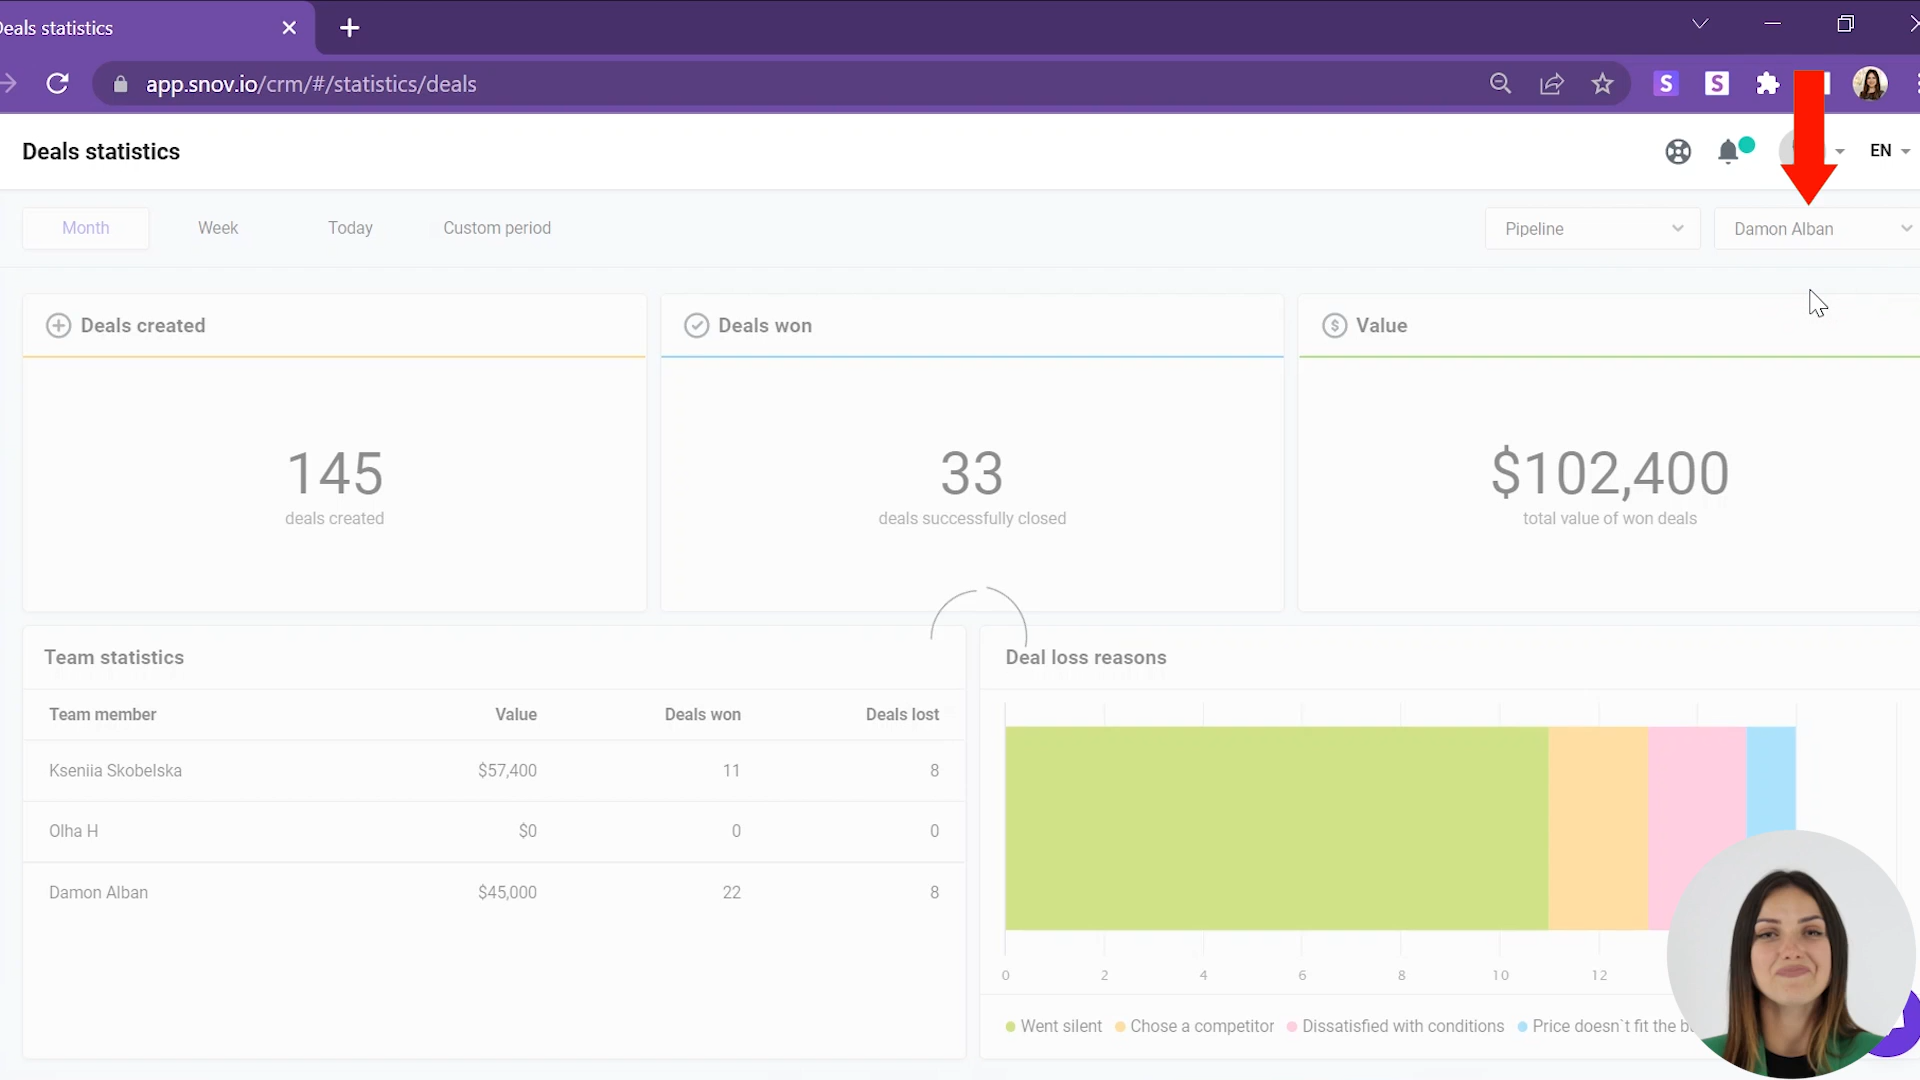 Deals statistics
app.snov.io/crm/#/statistics/deals
S
S
Deals statistics
EN
Month
Week
Today
Custom period
Pipeline
Damon Alban
Deals created
Deals won
Value
145
33
$102,400
deals created
deals successfully closed
total value of won deals
Team statistics
Team member
Value
Deals won
Deals lost
Kseniia Skobelska
$57,400
11
8
Olha H
$0
0
0
Damon Alban
$45,000
22
8
Deal loss reasons
0
2
4
6
8
10
12
Went silent
Chose a competitor
Dissatisfied with conditions
Price doesn`t fit the